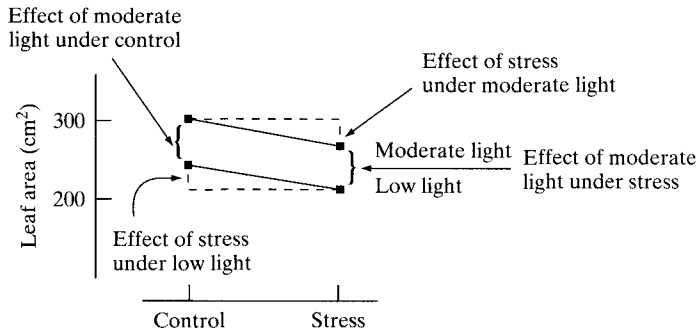 Effect of moderate
light under control
Effect of stress
under moderate light
Leaf area (cm²)
300
200
Moderate light
Low light
Effect of moderate
light under stress
Effect of stress
under low light
Control
Stress